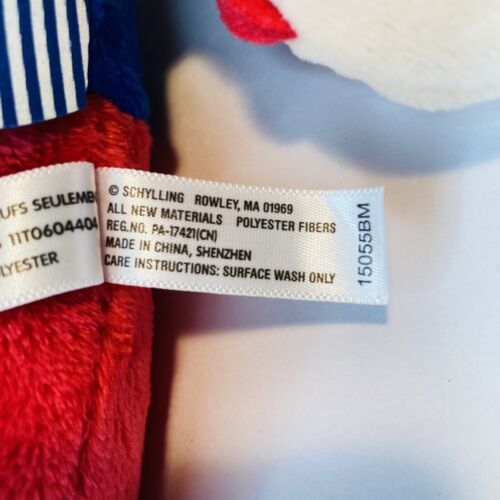 UFS SEULEMENT
11T0604404
LYESTER
© SCHYLLING ROWLEY, MA 01969
ALL NEW MATERIALS POLYESTER FIBERS
REG.NO. PA-17421(CN)
MADE IN CHINA, SHENZHEN
CARE INSTRUCTIONS: SURFACE WASH ONLY
15055BM